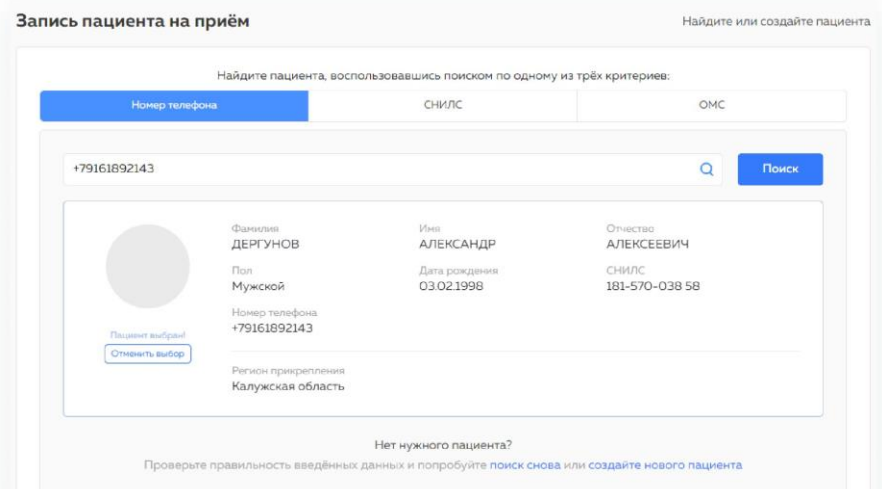 Запись пациента на приём
Найдите или создайте пациента
Найдите пациента, воспользовавшись поиском по одному из трёх критериев:
Номер телефона СНИЛС ОМС
+79161892143 Поиск
Фамилия Имя Отчество
ДЕРГУНОВ АЛЕКСАНДР АЛЕКСЕЕВИЧ
Пол Дата рождения СНИЛС
Мужской 03.02.1998 181-570-038 58
Номер телефона
+79161892143
Пациент выбран!
Отменить выбор
Регион прикрепления
Калужская область
Нет нужного пациента?
Проверьте правильность введённых данных и попробуйте поиск снова или создайте нового пациента